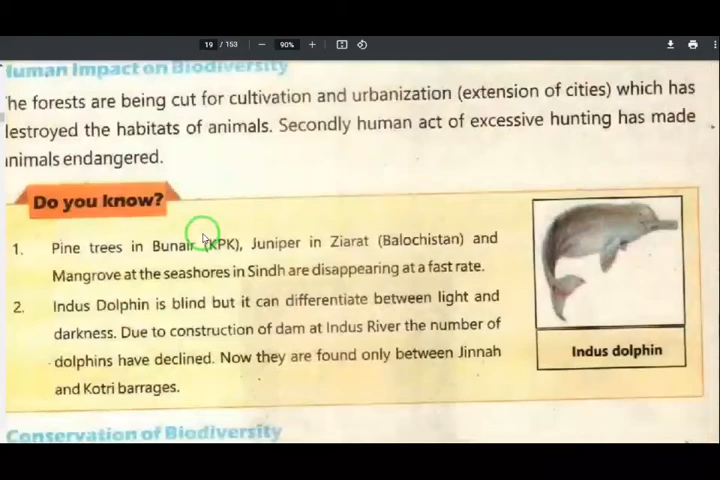 19 / 153 — 90% +
Human Impact on Biodiversity
The forests are being cut for cultivation and urbanization (extension of cities) which has
destroyed the habitats of animals. Secondly human act of excessive hunting has made
animals endangered.
Do you know?
1. Pine trees in Bunair (KPK), Juniper in Ziarat (Balochistan) and
Mangrove at the seashores in Sindh are disappearing at a fast rate.
2. Indus Dolphin is blind but it can differentiate between light and
darkness. Due to construction of dam at Indus River the number of
dolphins have declined. Now they are found only between Jinnah
and Kotri barrages.
Indus dolphin
Conservation of Biodiversity